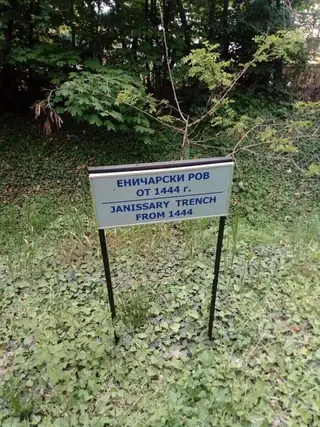 ЕНИЧАРСКИ РОВ
ОТ 1444 г.
JANISSARY TRENCH
FROM 1444